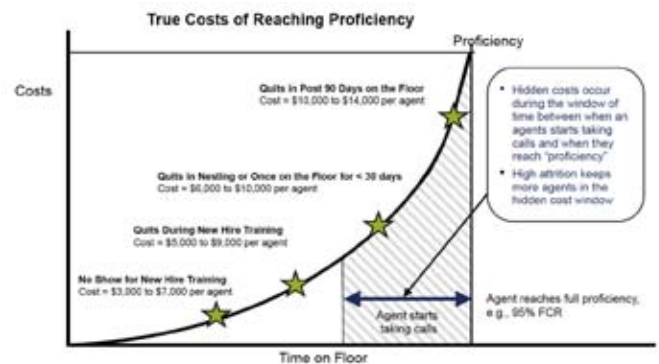 True Costs of Reaching Proficiency
Proficiency
Costs
Quits in Post 90 Days on the Floor
Cost = $10,000 to $14,000 per agent
• Hidden costs occur
during the window of
time between when an
agents starts taking
calls and when they
reach "proficiency"
• High attrition keeps
more agents in the
hidden cost window
Quits in Nesting or Once on the Floor for < 30 days
Cost = $6,000 to $10,000 per agent
Quits During New Hire Training
Cost = $5,000 to $9,000 per agent
No Show for New Hire Training
Cost = $3,000 to $7,000 per agent
Agent starts
taking calls
Agent reaches full proficiency,
e.g., 95% FCR
Time on Floor